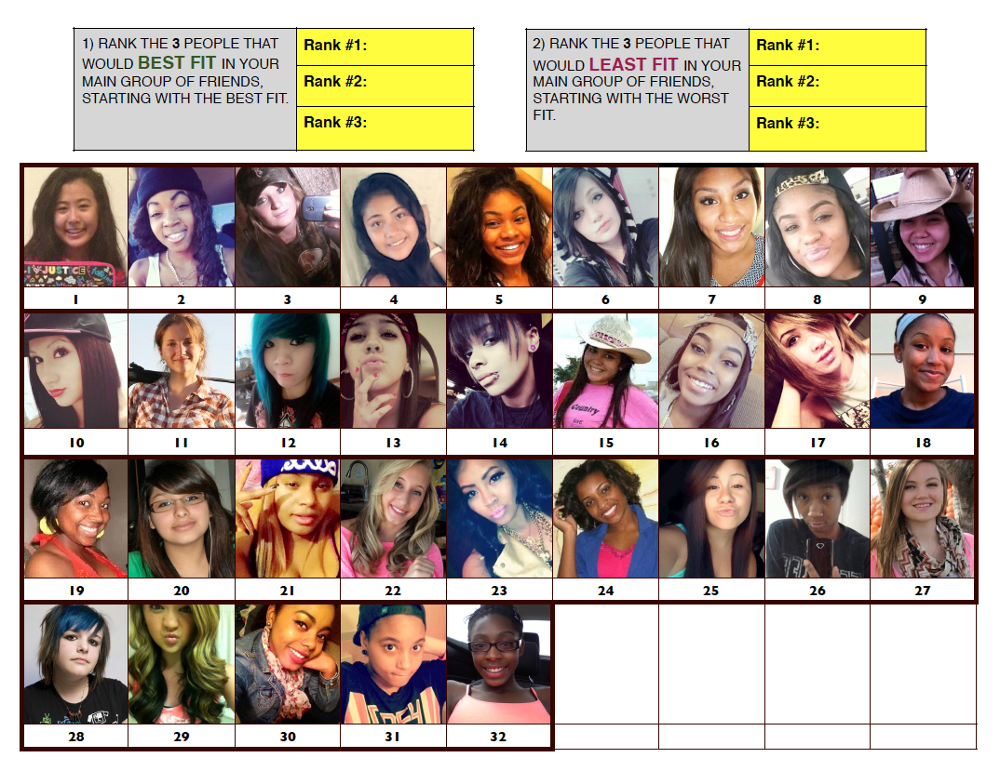 1) RANK THE 3 PEOPLE THAT
WOULD BEST FIT IN YOUR
MAIN GROUP OF FRIENDS,
STARTING WITH THE BEST FIT.
Rank #1:
Rank #2:
Rank #3:
2) RANK THE 3 PEOPLE THAT
WOULD LEAST FIT IN YOUR
MAIN GROUP OF FRIENDS,
STARTING WITH THE WORST
FIT.
Rank #1:
Rank #2:
Rank #3:
JUSTICE
1 2 3 4 5 6 7 8 9
Country
10 11 12 13 14 15 16 17 18
19 20 21 22 23 24 25 26 27
28 29 30 31 32